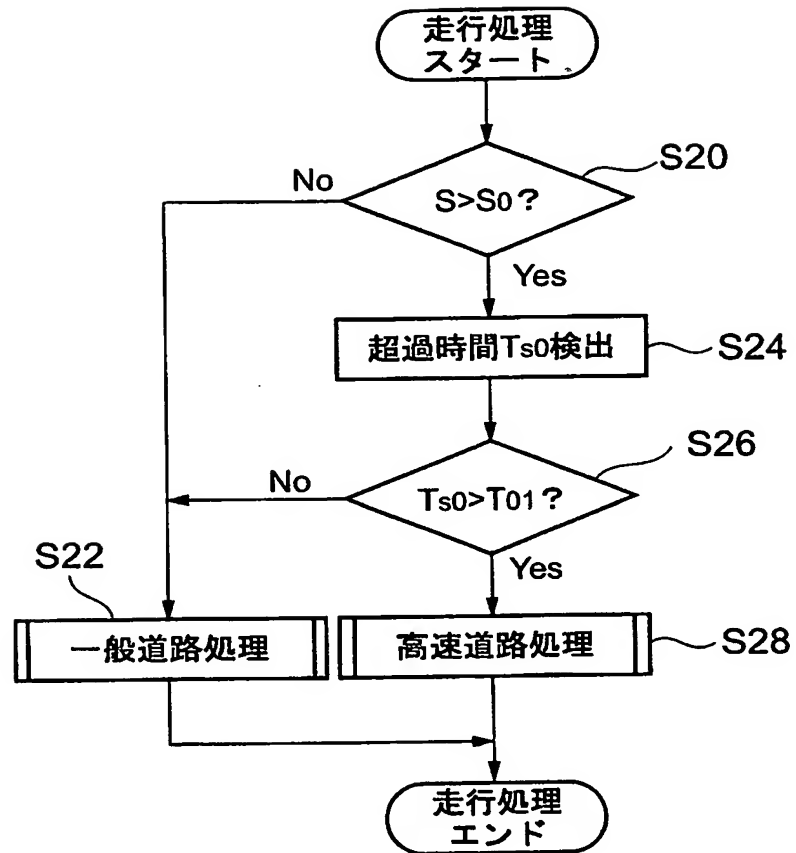 走行処理
スタート
S20
No
S>S0?
Yes
超過時間Ts0検出
S24
S26
No
Ts0>T01?
Yes
S22
一般道路処理
高速道路処理
S28
走行処理
エンド